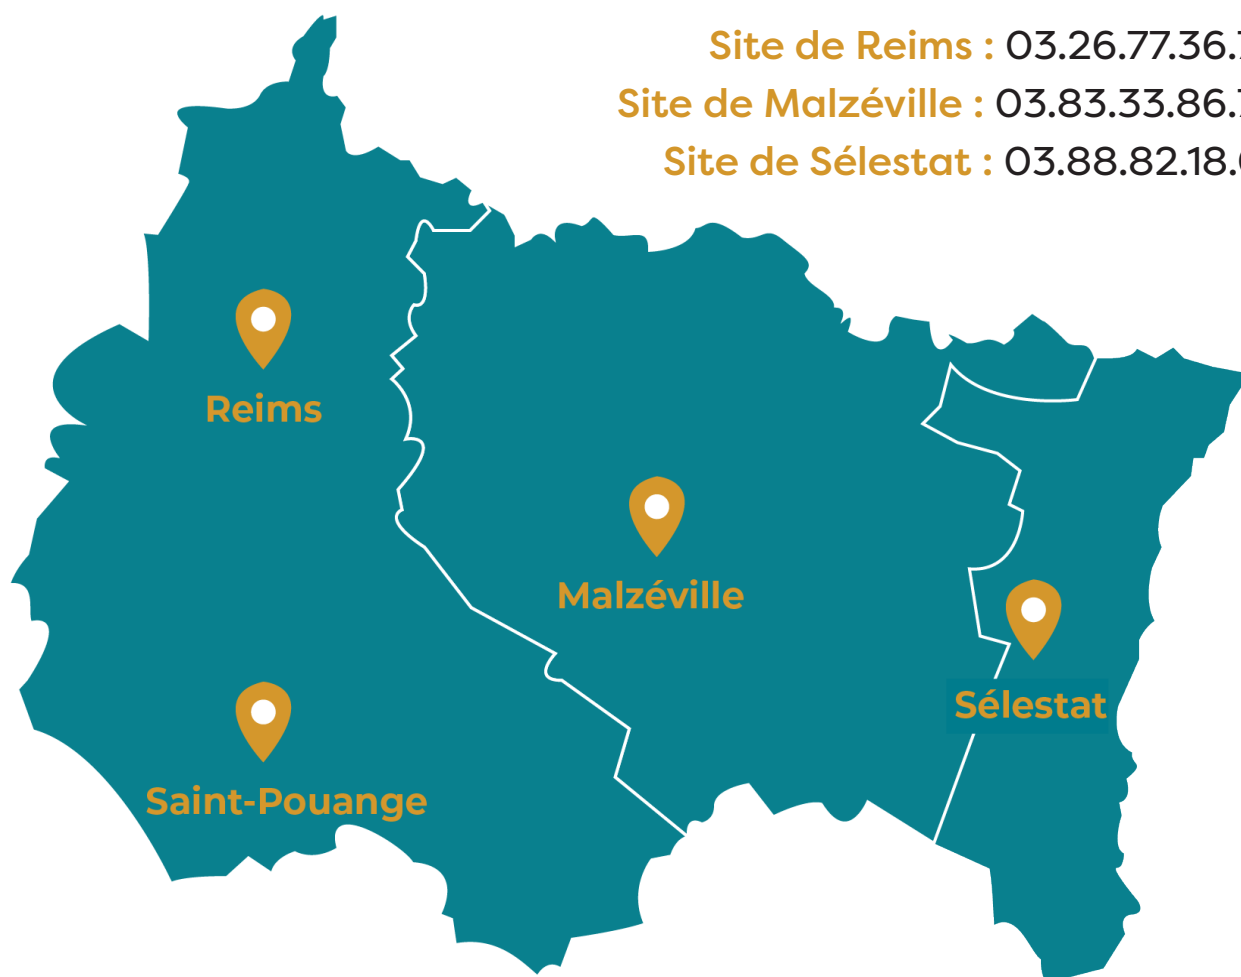 Site de Reims : 03.26.77.36.
Site de Malzéville : 03.83.33.86.
Site de Sélestat : 03.88.82.18.
Reims
Malzéville
Sélestat
Saint-Pouange